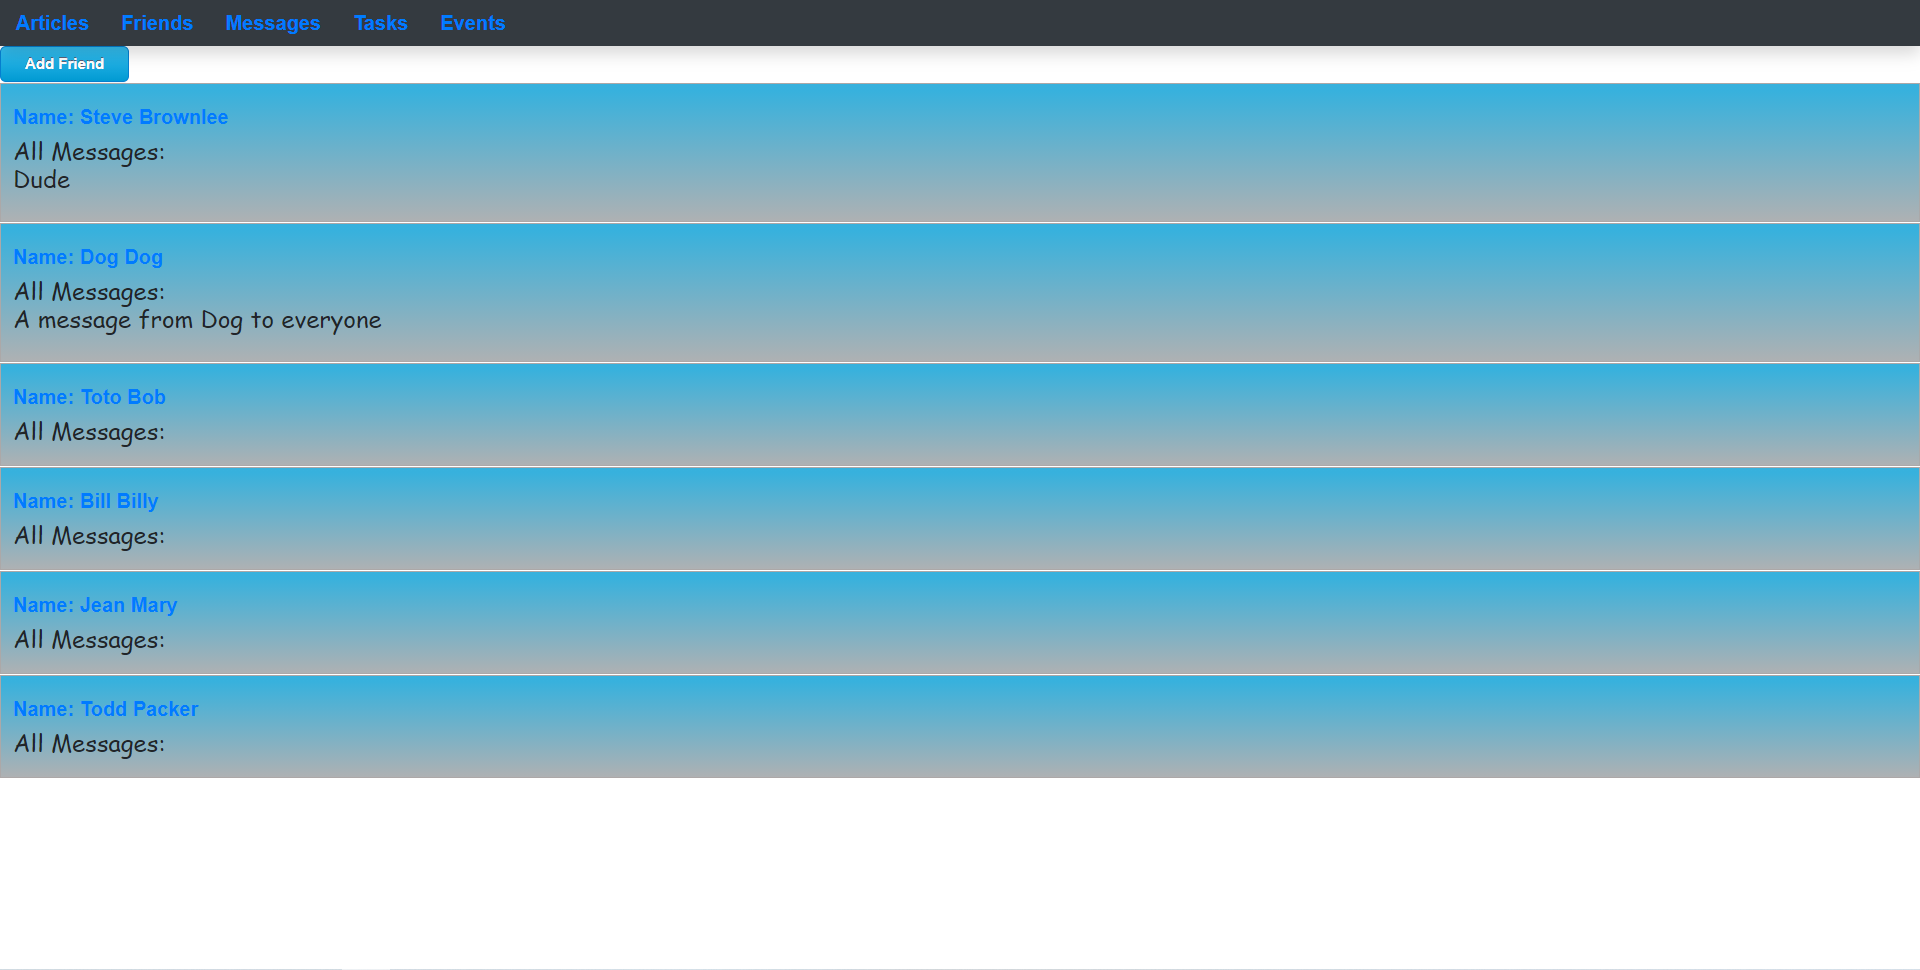 Articles Friends Messages Tasks Events
Add Friend
Name: Steve Brownlee
All Messages:
Dude
Name: Dog Dog
All Messages:
A message from Dog to everyone
Name: Toto Bob
All Messages:
Name: Bill Billy
All Messages:
Name: Jean Mary
All Messages:
Name: Todd Packer
All Messages: